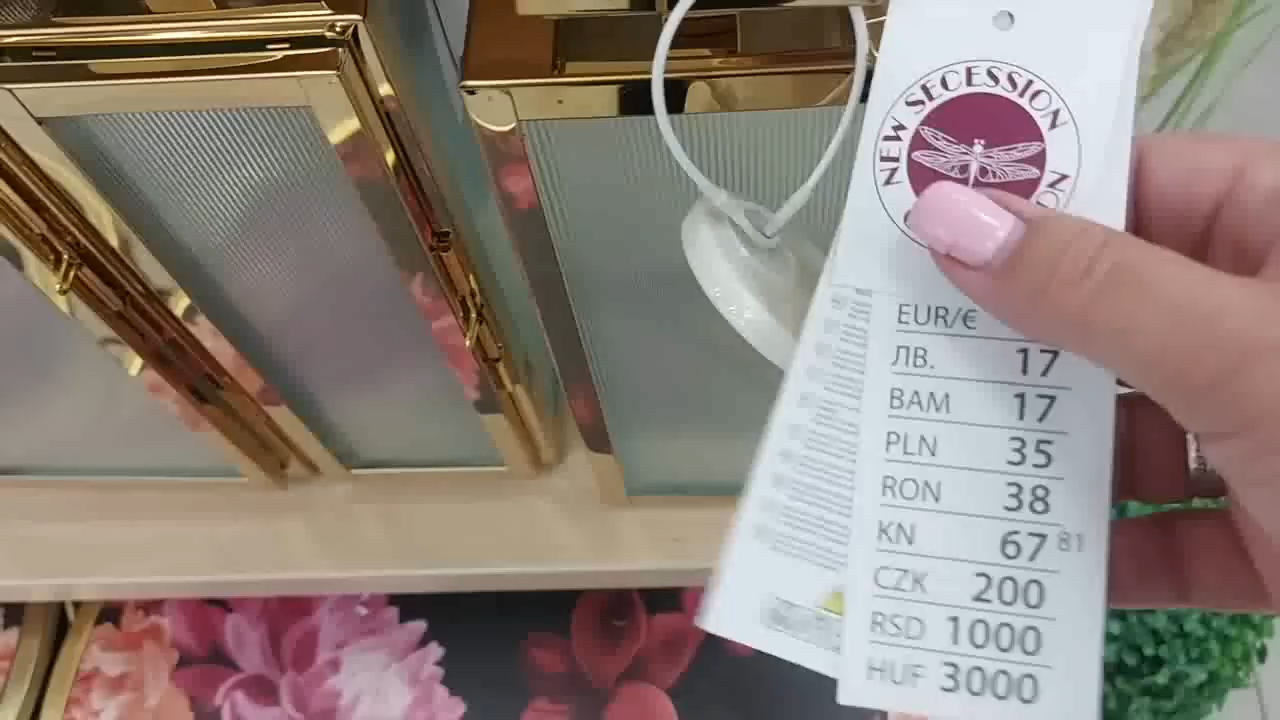 NEW SECESSION
EUR/€
ЛВ. 17
BAM 17
PLN 35
RON 38
KN 67 81
CZK 200
RSD 1000
HUF 3000